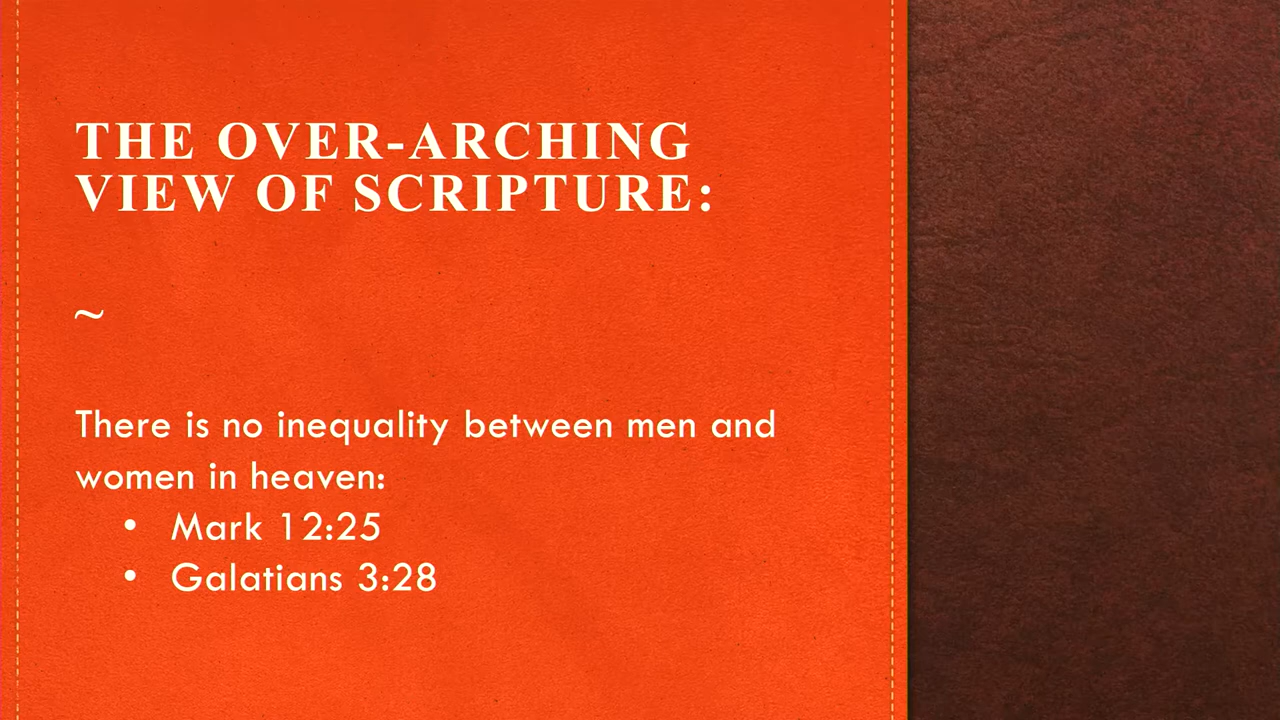 THE OVER-ARCHING
VIEW OF SCRIPTURE:
~
There is no inequality between men and
women in heaven:
• Mark 12:25
• Galatians 3:28